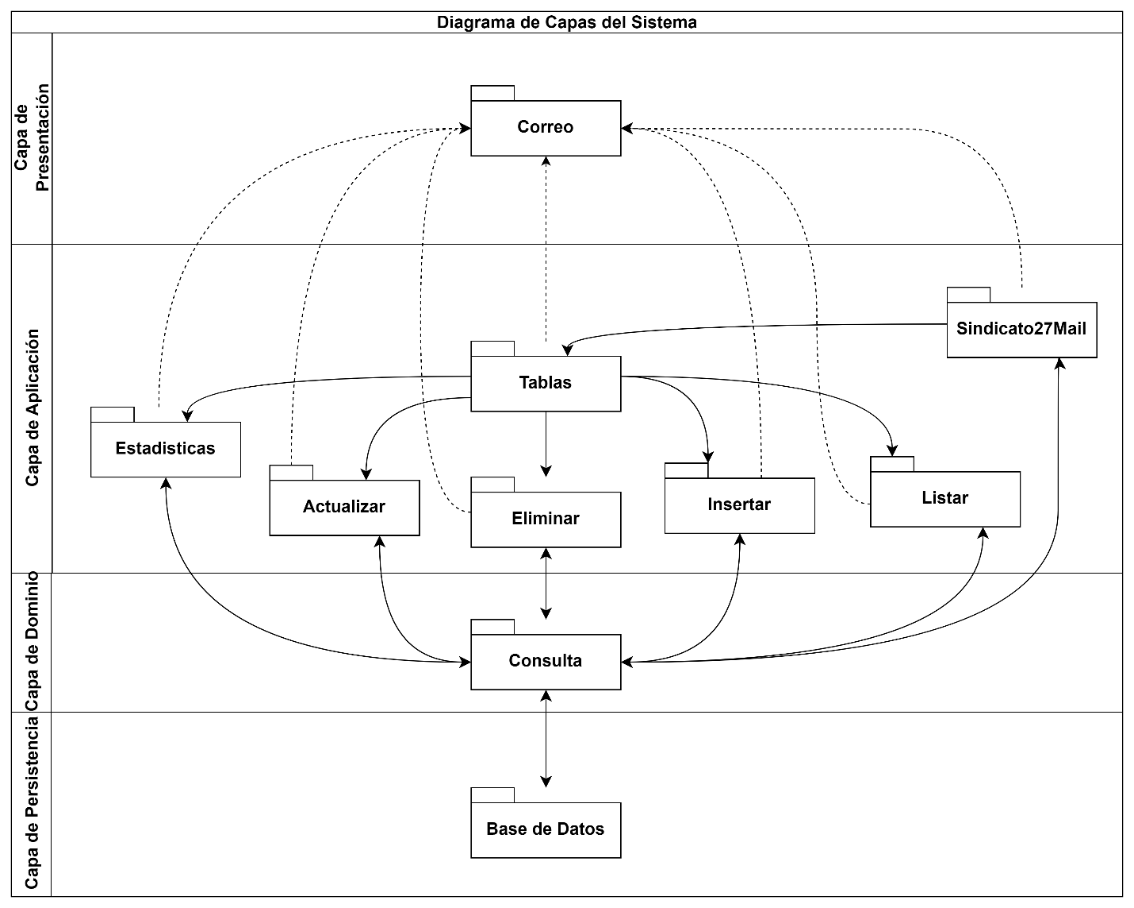 Diagrama de Capas del Sistema
Capa de
Presentación
Correo
Capa de Aplicación
Sindicato27Mail
Tablas
Estadisticas
Actualizar
Eliminar
Insertar
Listar
Capa de Dominio
Consulta
Capa de Persistencia
Base de Datos